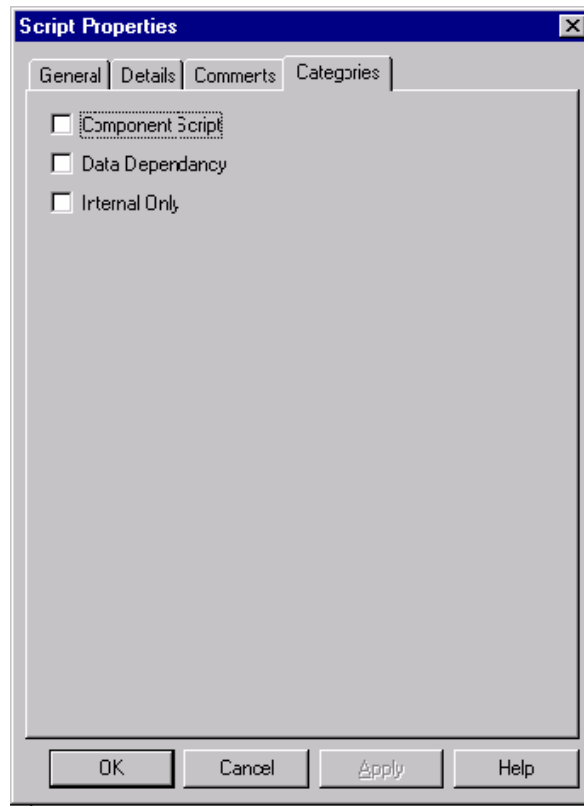 Script Properties
General Details Comments Categories
Component Script
Data Dependancy
Internal Only
OK Cancel Apply Help